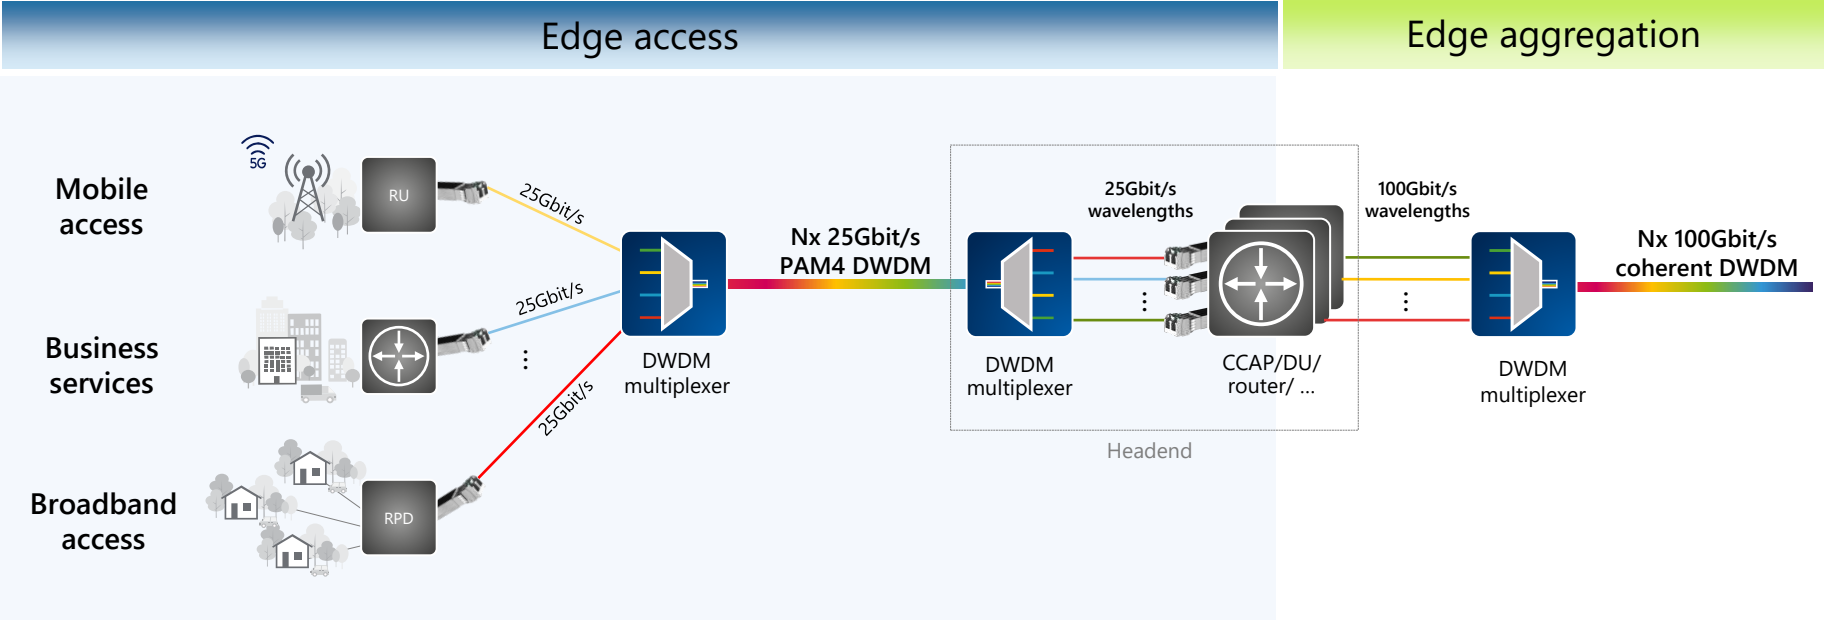 Edge access
Edge aggregation
Mobile
access
5G
RU
25Gbit/s
Business
services
25Gbit/s
Broadband
access
RPD
25Gbit/s
DWDM
multiplexer
Nx 25Gbit/s
PAM4 DWDM
DWDM
multiplexer
25Gbit/s
wavelengths
CCAP/DU/
router/ ...
Headend
100Gbit/s
wavelengths
DWDM
multiplexer
Nx 100Gbit/s
coherent DWDM